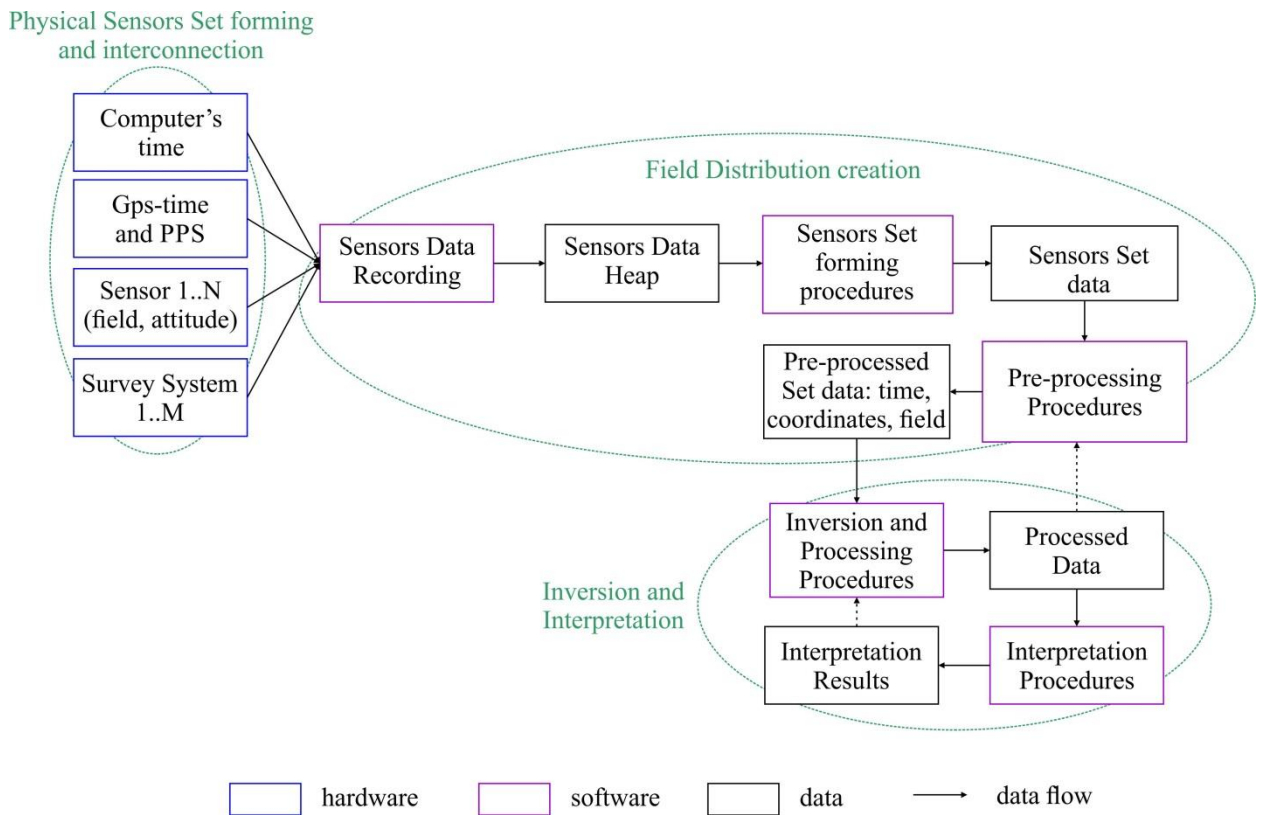 Physical Sensors Set forming
and interconnection
Computer’s
time
Gps-time
and PPS
Sensor 1..N
(field, attitude)
Survey System
1..M
Field Distribution creation
Sensors Data
Recording
Sensors Data
Heap
Sensors Set
forming
procedures
Sensors Set
data
Pre-processed
Set data: time,
coordinates, field
Pre-processing
Procedures
Inversion and
Processing
Procedures
Processed
Data
Inversion and
Interpretation
Interpretation
Results
Interpretation
Procedures
hardware
software
data
data flow